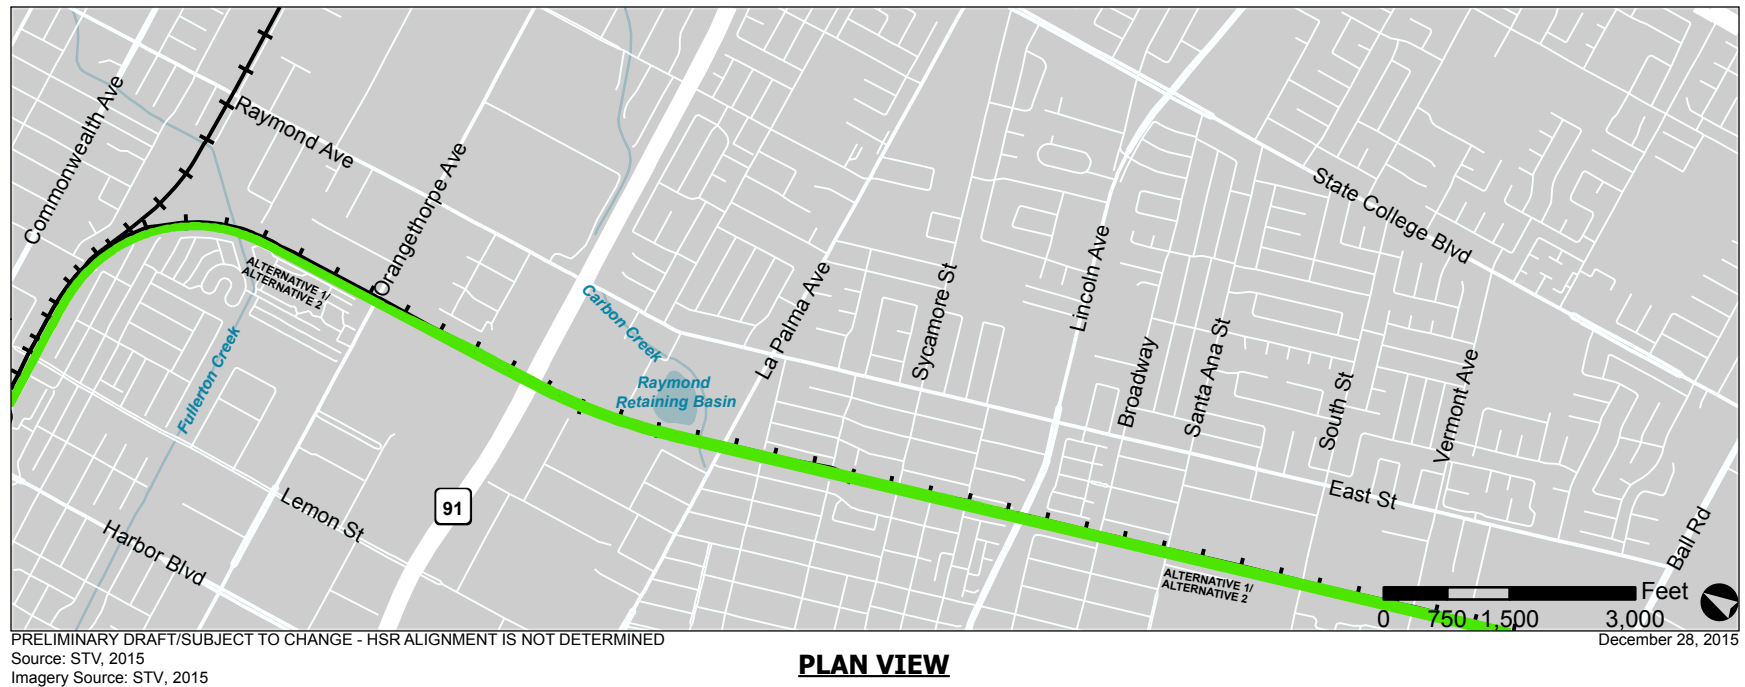 Commonwealth Ave
Raymond Ave
Orangethorpe Ave
State College Blvd
ALTERNATIVE 1/
ALTERNATIVE 2
Carbon Creek
La Palma Ave
Sycamore St
Lincoln Ave
Fullerton Creek
Raymond
Retaining Basin
Broadway
Santa Ana St
South St
Vermont Ave
Lemon St
91
East St
Harbor Blvd
Ball Rd
ALTERNATIVE 1/
ALTERNATIVE 2
Feet
0 750 1,500 3,000
PRELIMINARY DRAFT/SUBJECT TO CHANGE - HSR ALIGNMENT IS NOT DETERMINED
December 28, 2015
Source: STV, 2015
Imagery Source: STV, 2015
PLAN VIEW